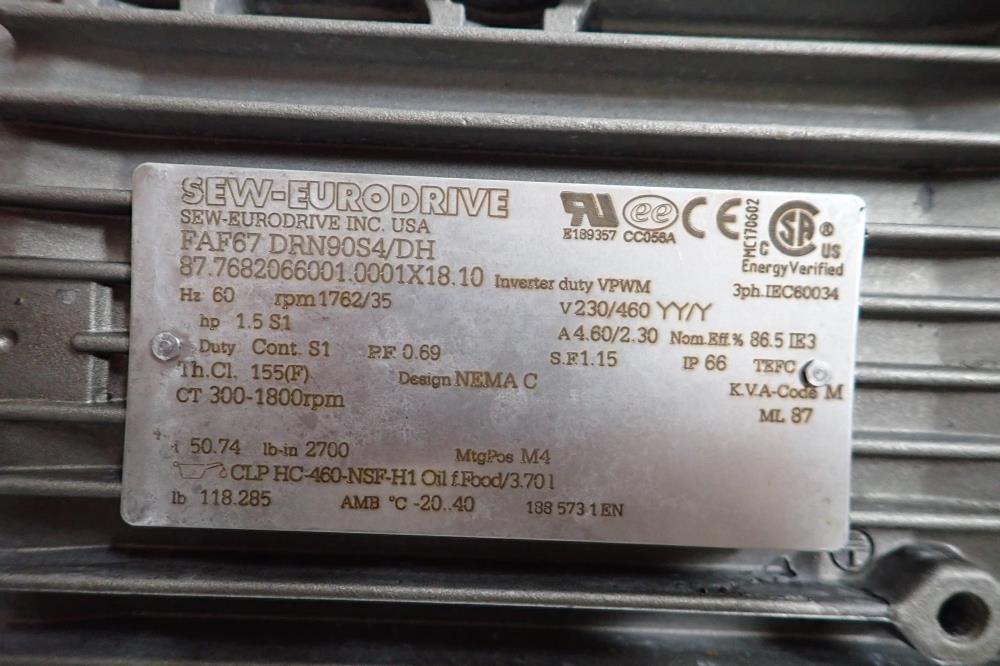 SEW-EURODRIVE
SEW-EURODRIVE INC. USA
FAF67 DRN90S4/DH
87.7682066001.0001X18.10 Inverter duty VPWM
E189357 CC056A
MC170602
C US
Energy Verified
3ph.IEC60034
Hz 60 rpm 1762/35 V 230/460 YY/Y
hp 1.5 S1 A 4.60/2.30 Nom.Eff.% 86.5 IE3
Duty Cont. S1 P.F 0.69 S.F1.15 IP 66 TEFC
Th.Cl. 155(F) Design NEMA C K.V.A-Code M
CT 300-1800rpm ML 87
i 50.74 lb-in 2700 MtgPos M4
CLP HC-460-NSF-H1 Oil f.Food/3.70 l
lb 118.285 AMB °C -20..40 188 573 1 EN